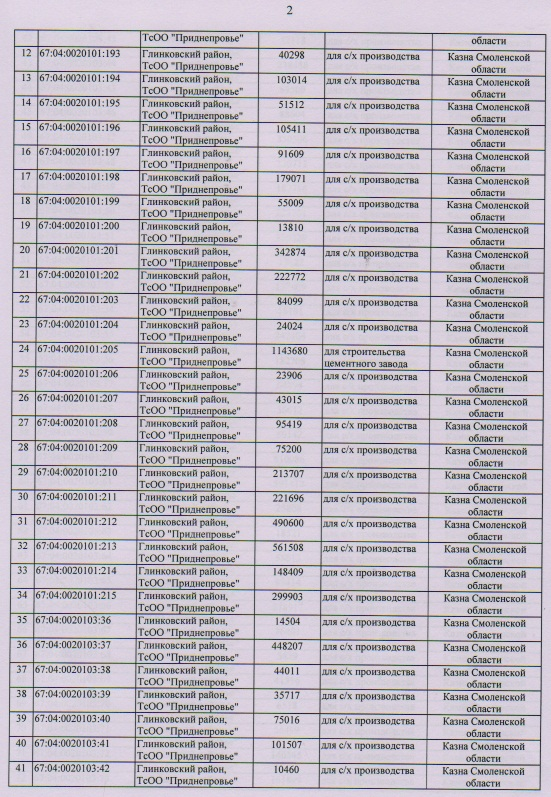 2
ТсОО "Приднепровье" области
12 67:04:0020101:193 Глинковский район, 40298 для с/х производства Казна Смоленской
ТсОО "Приднепровье" области
13 67:04:0020101:194 Глинковский район, 103014 для с/х производства Казна Смоленской
ТсОО "Приднепровье" области
14 67:04:0020101:195 Глинковский район, 51512 для с/х производства Казна Смоленской
ТсОО "Приднепровье" области
15 67:04:0020101:196 Глинковский район, 105411 для с/х производства Казна Смоленской
ТсОО "Приднепровье" области
16 67:04:0020101:197 Глинковский район, 91609 для с/х производства Казна Смоленской
ТсОО "Приднепровье" области
17 67:04:0020101:198 Глинковский район, 179071 для с/х производства Казна Смоленской
ТсОО "Приднепровье" области
18 67:04:0020101:199 Глинковский район, 55009 для с/х производства Казна Смоленской
ТсОО "Приднепровье" области
19 67:04:0020101:200 Глинковский район, 13810 для с/х производства Казна Смоленской
ТсОО "Приднепровье" области
20 67:04:0020101:201 Глинковский район, 342874 для с/х производства Казна Смоленской
ТсОО "Приднепровье" области
21 67:04:0020101:202 Глинковский район, 222772 для с/х производства Казна Смоленской
ТсОО "Приднепровье" области
22 67:04:0020101:203 Глинковский район, 84099 для с/х производства Казна Смоленской
ТсОО "Приднепровье" области
23 67:04:0020101:204 Глинковский район, 24024 для с/х производства Казна Смоленской
ТсОО "Приднепровье" области
24 67:04:0020101:205 Глинковский район, 1143680 для строительства Казна Смоленской
ТсОО "Приднепровье" цементного завода области
25 67:04:0020101:206 Глинковский район, 23906 для с/х производства Казна Смоленской
ТсОО "Приднепровье" области
26 67:04:0020101:207 Глинковский район, 43015 для с/х производства Казна Смоленской
ТсОО "Приднепровье" области
27 67:04:0020101:208 Глинковский район, 95419 для с/х производства Казна Смоленской
ТсОО "Приднепровье" области
28 67:04:0020101:209 Глинковский район, 75200 для с/х производства Казна Смоленской
ТсОО "Приднепровье" области
29 67:04:0020101:210 Глинковский район, 213707 для с/х производства Казна Смоленской
ТсОО "Приднепровье" области
30 67:04:0020101:211 Глинковский район, 221696 для с/х производства Казна Смоленской
ТсОО "Приднепровье" области
31 67:04:0020101:212 Глинковский район, 490600 для с/х производства Казна Смоленской
ТсОО "Приднепровье" области
32 67:04:0020101:213 Глинковский район, 561508 для с/х производства Казна Смоленской
ТсОО "Приднепровье" области
33 67:04:0020101:214 Глинковский район, 148409 для с/х производства Казна Смоленской
ТсОО "Приднепровье" области
34 67:04:0020101:215 Глинковский район, 299903 для с/х производства Казна Смоленской
ТсОО "Приднепровье" области
35 67:04:0020103:36 Глинковский район, 14504 для с/х производства Казна Смоленской
ТсОО "Приднепровье" области
36 67:04:0020103:37 Глинковский район, 448207 для с/х производства Казна Смоленской
ТсОО "Приднепровье" области
37 67:04:0020103:38 Глинковский район, 44011 для с/х производства Казна Смоленской
ТсОО "Приднепровье" области
38 67:04:0020103:39 Глинковский район, 35717 для с/х производства Казна Смоленской
ТсОО "Приднепровье" области
39 67:04:0020103:40 Глинковский район, 75016 для с/х производства Казна Смоленской
ТсОО "Приднепровье" области
40 67:04:0020103:41 Глинковский район, 101507 для с/х производства Казна Смоленской
ТсОО "Приднепровье" области
41 67:04:0020103:42 Глинковский район, 10460 для с/х производства Казна Смоленской
ТсОО "Приднепровье" области